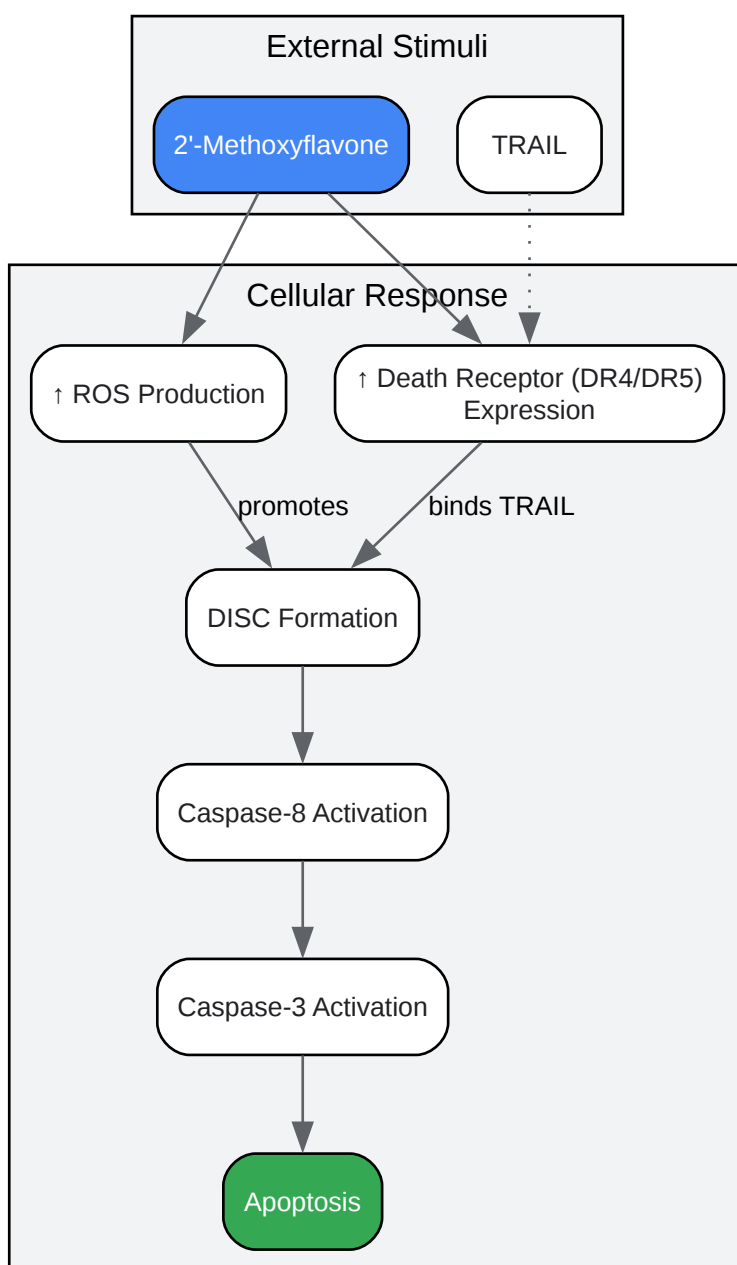 External Stimuli
2'-Methoxyflavone
TRAIL
Cellular Response
↑ ROS Production
↑ Death Receptor (DR4/DR5)
Expression
promotes
binds TRAIL
DISC Formation
Caspase-8 Activation
Caspase-3 Activation
Apoptosis